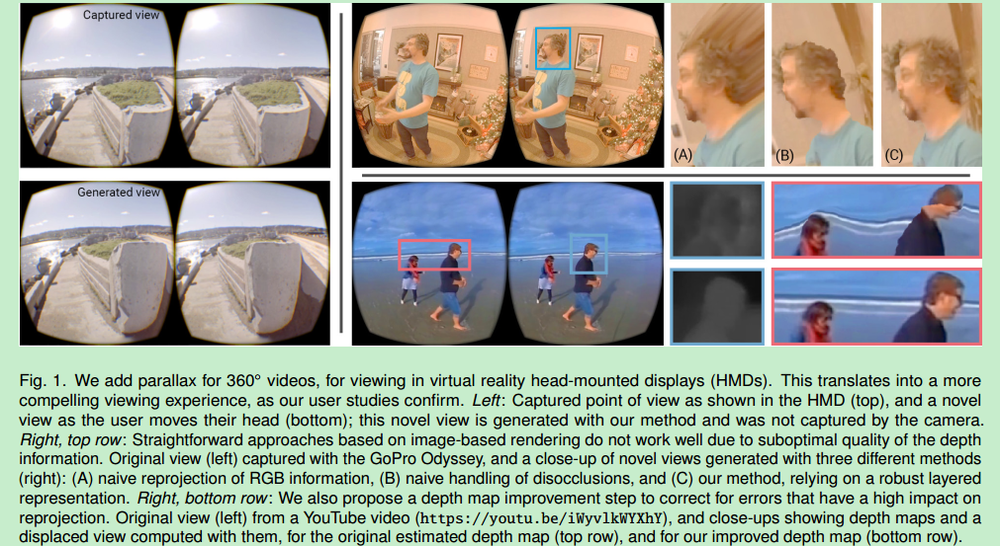 Captured view
Generated view
(A)
(B)
(C)
Fig. 1. We add parallax for 360° videos, for viewing in virtual reality head-mounted displays (HMDs). This translates into a more
compelling viewing experience, as our user studies confirm. Left: Captured point of view as shown in the HMD (top), and a novel
view as the user moves their head (bottom); this novel view is generated with our method and was not captured by the camera.
Right, top row: Straightforward approaches based on image-based rendering do not work well due to suboptimal quality of the depth
information. Original view (left) captured with the GoPro Odyssey, and a close-up of novel views generated with three different methods
(right): (A) naive reprojection of RGB information, (B) naive handling of disocclusions, and (C) our method, relying on a robust layered
representation. Right, bottom row: We also propose a depth map improvement step to correct for errors that have a high impact on
reprojection. Original view (left) from a YouTube video (https://youtu.be/iWyvlkWYXhY), and close-ups showing depth maps and a
displaced view computed with them, for the original estimated depth map (top row), and for our improved depth map (bottom row).